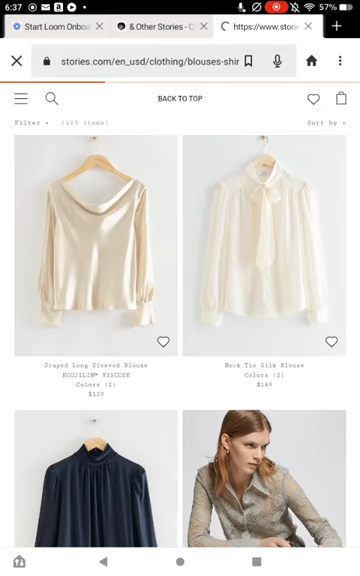 6:37
57%
Start Loom Onboa
& Other Stories - C
https://www.storie
stories.com/en_usd/clothing/blouses-shir
BACK TO TOP
Filter
(125 items)
Sort by
Draped Long Sleeved Blouse
ECOJILIN® VISCOSE
Colors (2)
$119
Neck Tie Silk Blouse
Colors (2)
$149